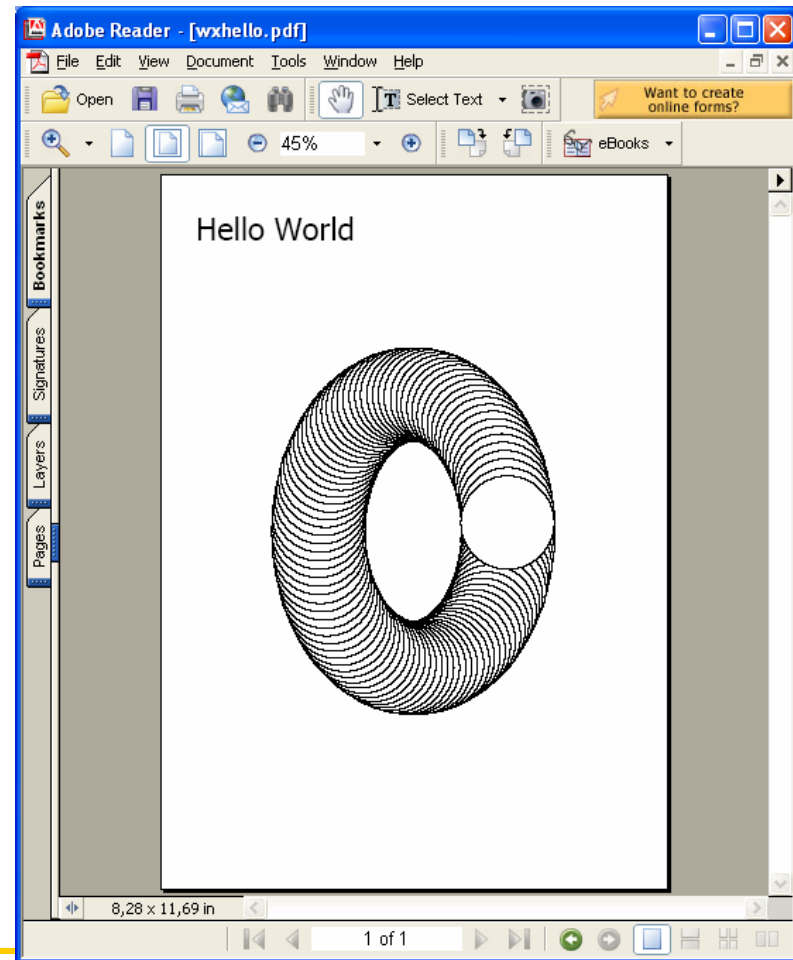 Adobe Reader - [wxhello.pdf]
File Edit View Document Tools Window Help
Open
Select Text
Want to create
online forms?
45%
eBooks
Bookmarks
Signatures
Layers
Pages
Hello World
8,28 x 11,69 in
1 of 1